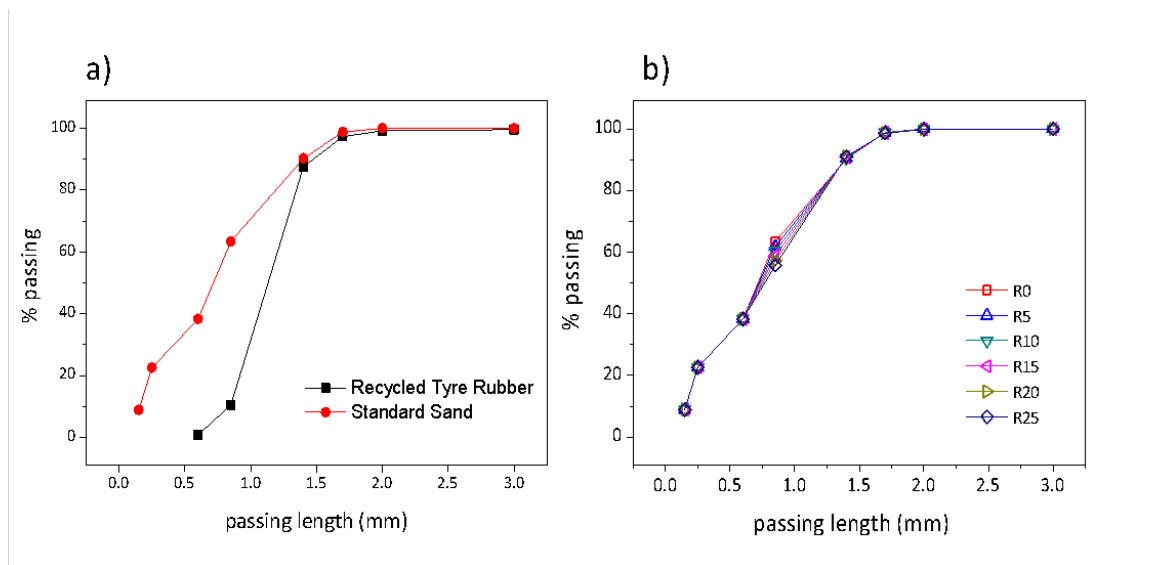 a)
100
80
60
40
20
0
% passing
0.0 0.5 1.0 1.5 2.0 2.5 3.0
passing length (mm)
Recycled Tyre Rubber
Standard Sand
b)
100
80
60
40
20
0
% passing
0.0 0.5 1.0 1.5 2.0 2.5 3.0
passing length (mm)
R0
R5
R10
R15
R20
R25